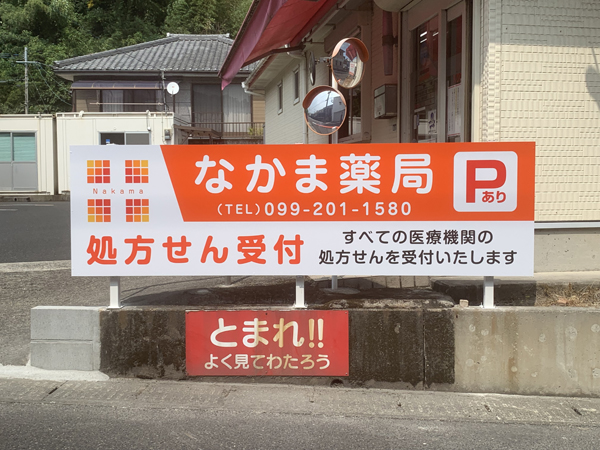 Nakama
なかま薬局
(TEL)099-201-1580
P
あり
処方せん受付
すべての医療機関の
処方せんを受付いたします
とまれ!!
よく見てわたろう